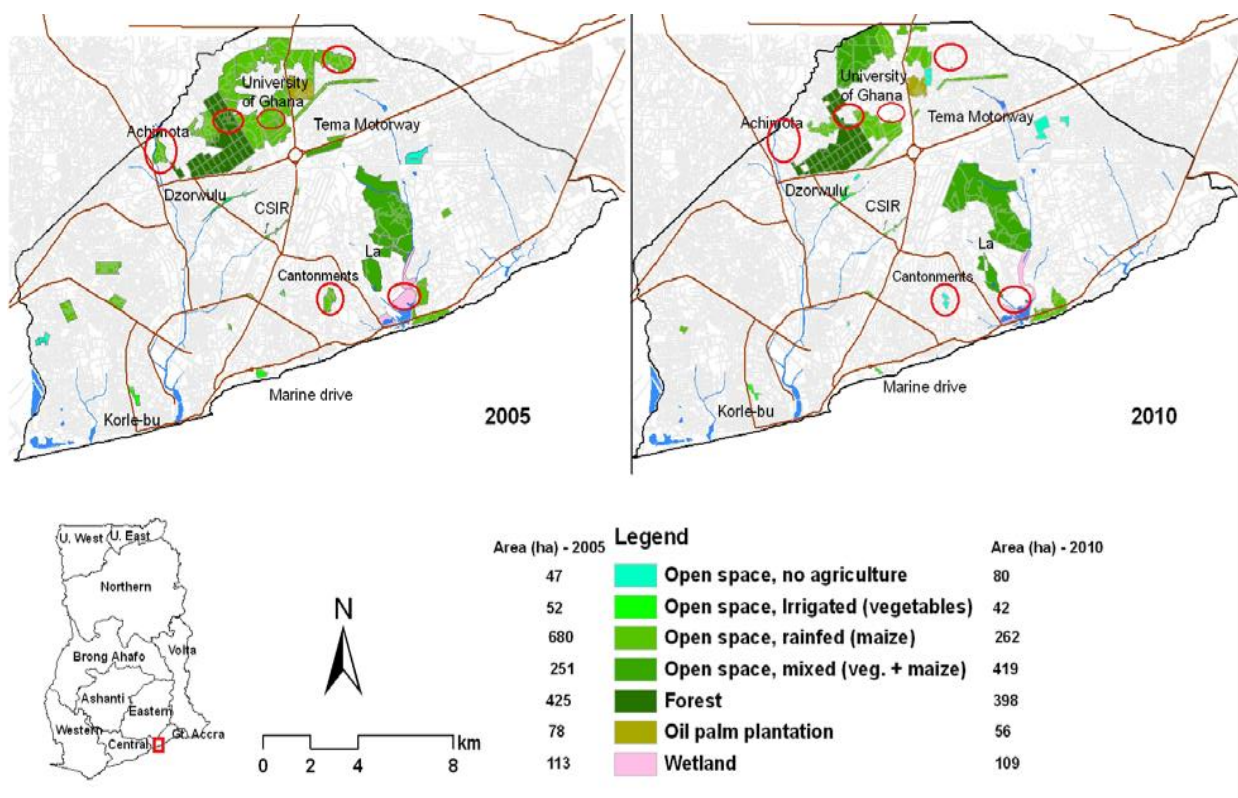 University
of Ghana
Achimota
Tema Motorway
Dzorwulu
CSIR
La
Cantonments
Marine drive
Korle-bu
2005
University
of Ghana
Achimota
Tema Motorway
Dzorwulu
CSIR
La
Cantonments
Marine drive
Korle-bu
2010
U. West
U. East
Northern
Brong Ahafo
Volta
Ashanti
Eastern
Western
Central
Gt. Accra
N
km
0 2 4 8
Area (ha) - 2005 Legend Area (ha) - 2010
47 Open space, no agriculture 80
52 Open space, Irrigated (vegetables) 42
680 Open space, rainfed (maize) 262
251 Open space, mixed (veg. + maize) 419
425 Forest 398
78 Oil palm plantation 56
113 Wetland 109